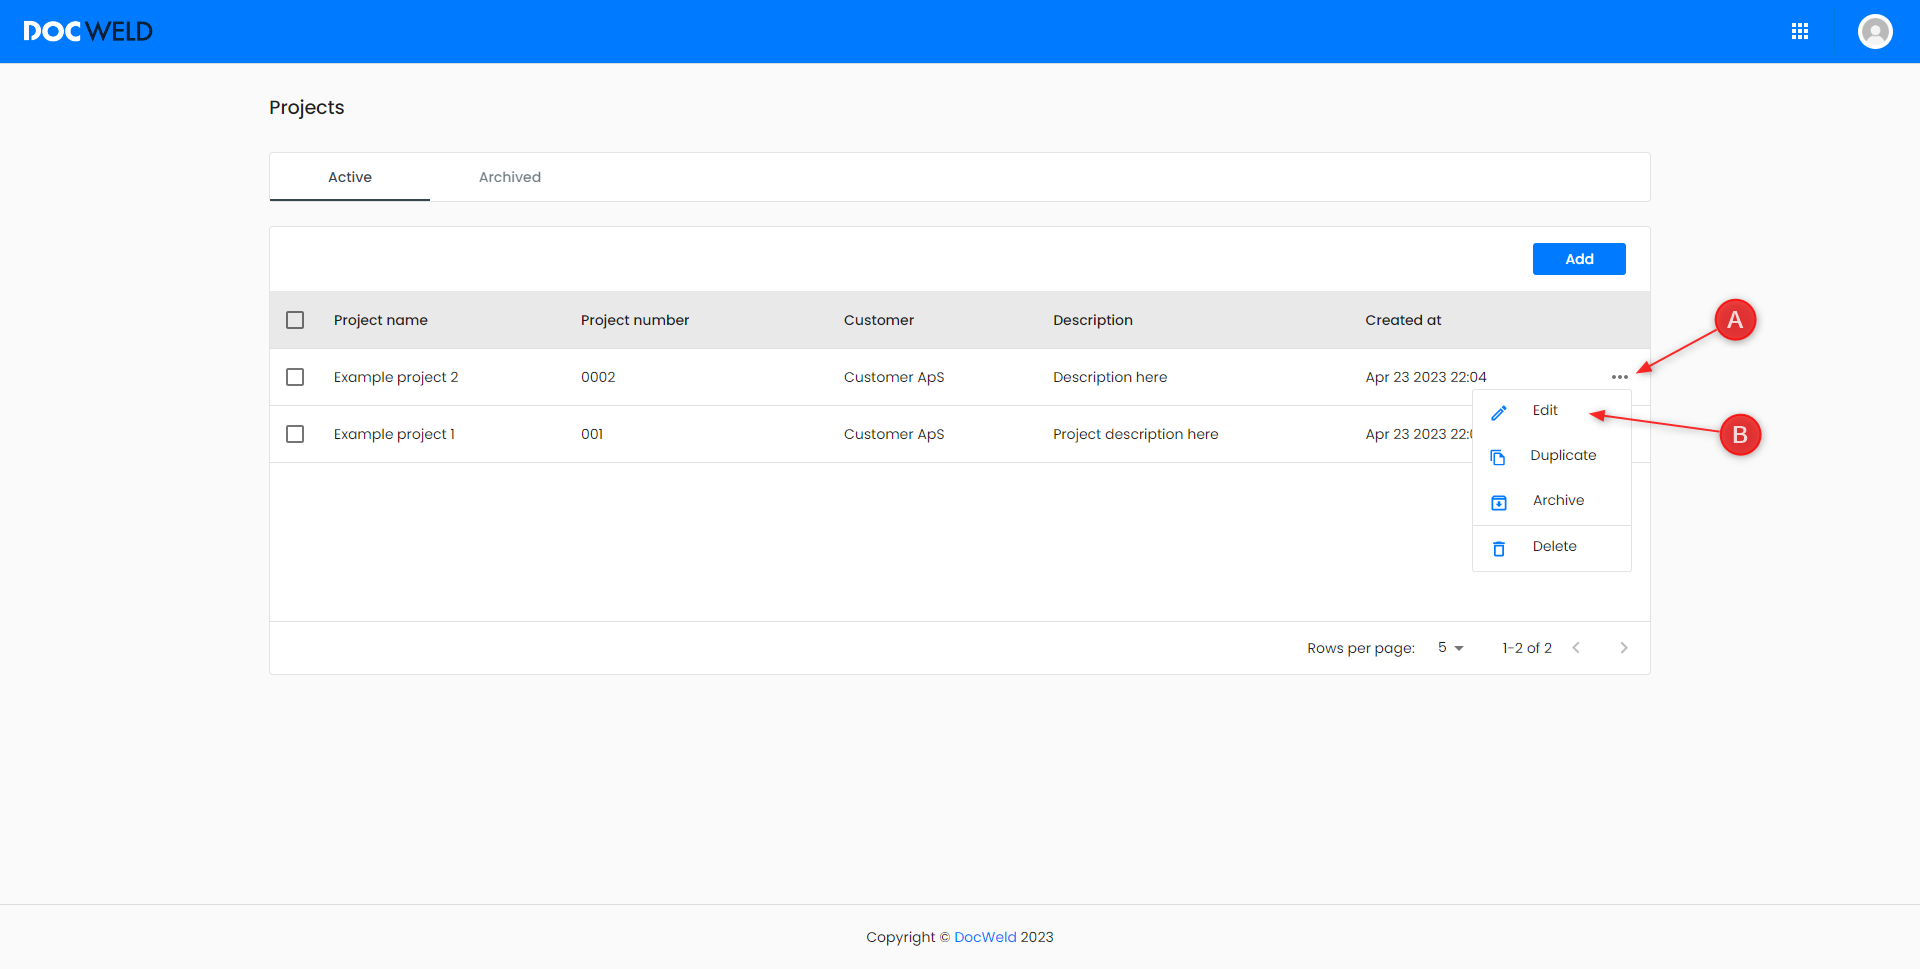 DOCWELD
Projects
Active Archived
Add
Project name Project number Customer Description Created at
A
Example project 2 0002 Customer ApS Description here Apr 23 2023 22:04
Edit
B
Example project 1 001 Customer ApS Project description here Apr 23 2023
Duplicate
Archive
Delete
Rows per page: 5 1-2 of 2
Copyright © DocWeld 2023